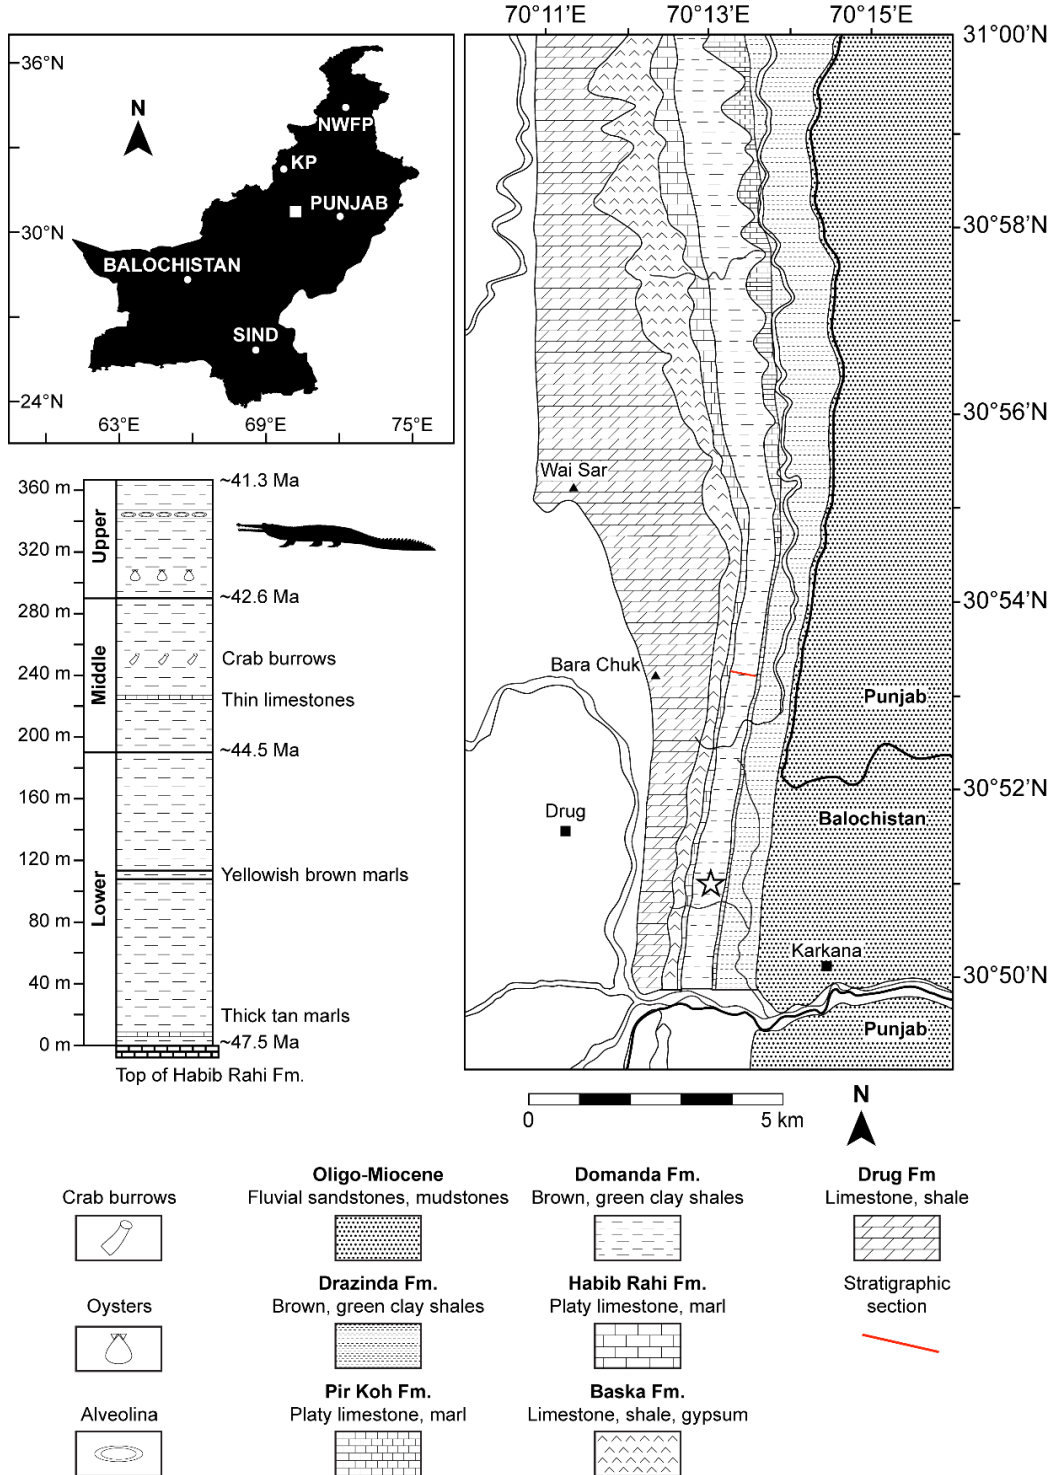 36°N
30°N
24°N
63°E
69°E
75°E
N
NWFP
KP
PUNJAB
BALOCHISTAN
SIND
70°11'E
70°13'E
70°15'E
31°00'N
30°58'N
30°56'N
30°54'N
30°52'N
30°50'N
Wai Sar
Bara Chuk
Drug
Punjab
Balochistan
Karkana
Punjab
0
5 km
N
360 m
320 m
280 m
240 m
200 m
160 m
120 m
80 m
40 m
0 m
Upper
Middle
Lower
~41.3 Ma
~42.6 Ma
Crab burrows
Thin limestones
~44.5 Ma
Yellowish brown marls
Thick tan marls
~47.5 Ma
Top of Habib Rahi Fm.
Crab burrows
Oysters
Alveolina
Oligo-Miocene
Fluvial sandstones, mudstones
Drazinda Fm.
Brown, green clay shales
Pir Koh Fm.
Platy limestone, marl
Domanda Fm.
Brown, green clay shales
Habib Rahi Fm.
Platy limestone, marl
Baska Fm.
Limestone, shale, gypsum
Drug Fm
Limestone, shale
Stratigraphic
section